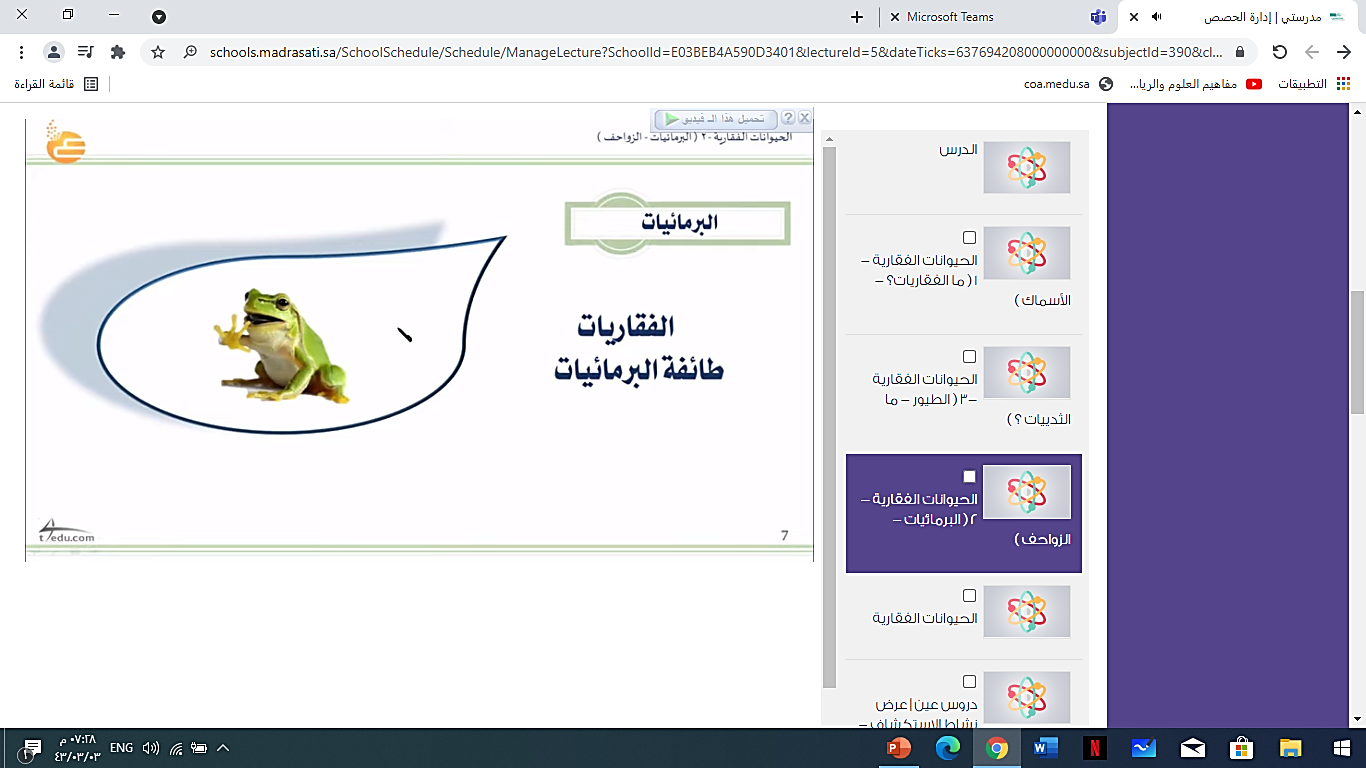 مدرستي | إدارة الحصص
Microsoft Teams
schools.madrasati.sa/SchoolSchedule/Schedule/ManageLecture?SchoolId=E03BEB4A590D3401&lectureId=5&dateTicks=637694208000000000&subjectId=390&cl...
التطبيقات
مفاهيم العلوم والريا...
coa.medu.sa
قائمة القراءة
تحميل هذا الـ فيديو
?
X
الحيوانات الفقارية-٢ ( البرمائيات - الزواحف )
البرمائيات
الفقاريات
طائفة البرمائيات
t7edu.com
7
الدرس
الحيوانات الفقارية –
١ ( ما الفقاريات؟ –
الأسماك )
الحيوانات الفقارية
–٣ ( الطيور – ما
الثدييات ؟ )
الحيوانات الفقارية –
٢ ( البرمائيات –
الزواحف )
الحيوانات الفقارية
دروس عين | عرض
نشاط الاستكشاف –
٠٧:٢٨ م
٤٣/٠٣/٠٣
ENG